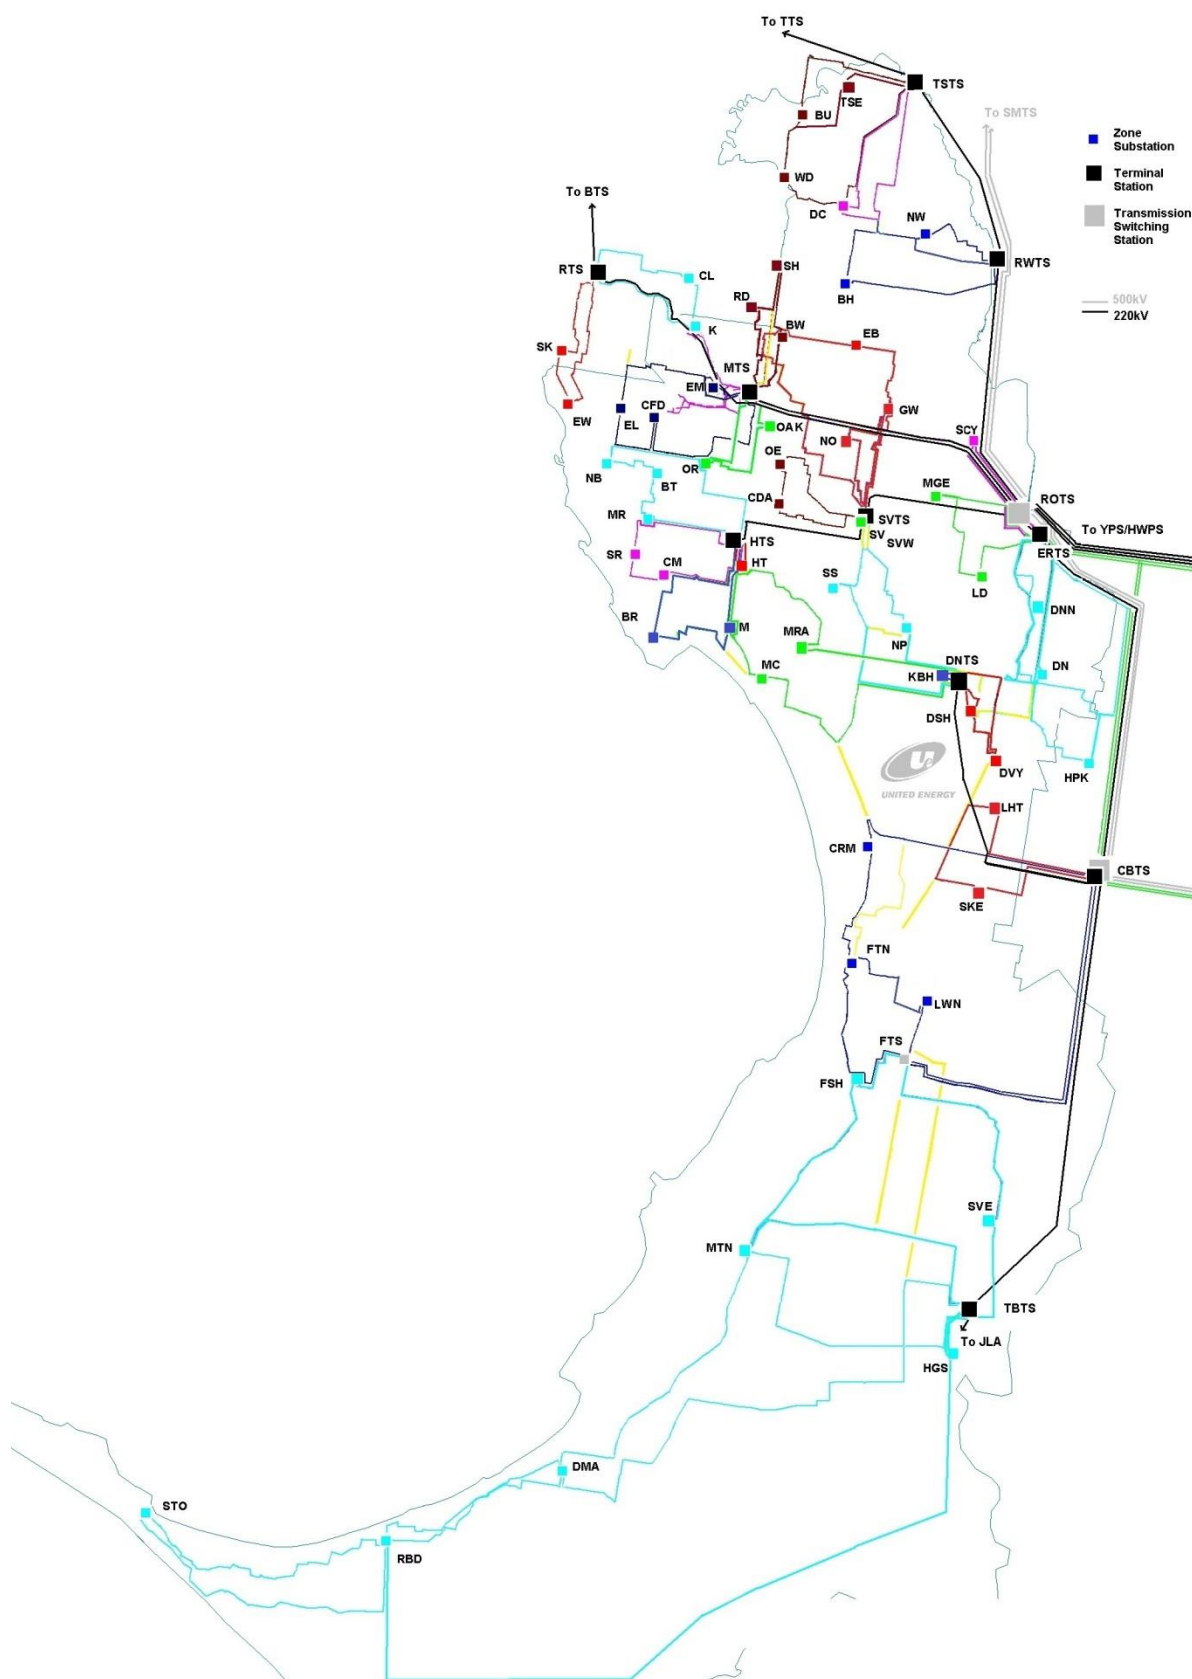 To TTS
TSTS
TSE
BU
To SMTS
Zone
Substation
Terminal
Station
Transmission
Switching
Station
500kV
220kV
WD
DC
NW
To BTS
RTS
CL
SH
BH
RWTS
RD
K
BW
EB
SK
MTS
EM
EW
EL
CFD
GW
OAK
NO
SCY
OR
OE
NB
BT
MGE
ROTS
CDA
MR
SVTS
SV
To YPS/HWPS
HTS
SVW
ERTS
SR
CM
HT
SS
LD
DNN
BR
M
MRA
NP
MC
DNTS
KBH
DN
DSH
U
UNITED ENERGY
DVY
HPK
LHT
CRM
CBTS
SKE
FTN
LWN
FTS
FSH
SVE
MTN
TBTS
To JLA
HGS
DMA
STO
RBD